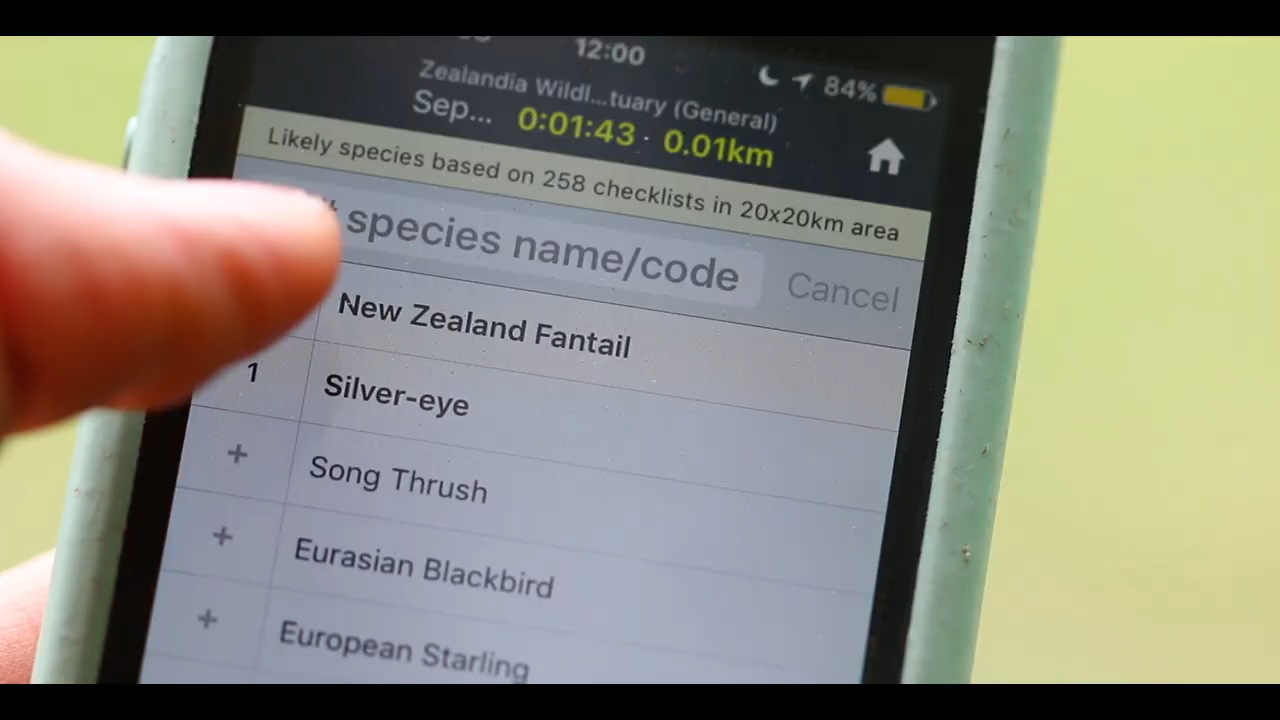 12:00
84%
Zealandia Wildl...tuary (General)
Sep... 0:01:43 · 0.01km
Likely species based on 258 checklists in 20x20km area
species name/code
Cancel
New Zealand Fantail
1 Silver-eye
+ Song Thrush
+ Eurasian Blackbird
+ European Starling